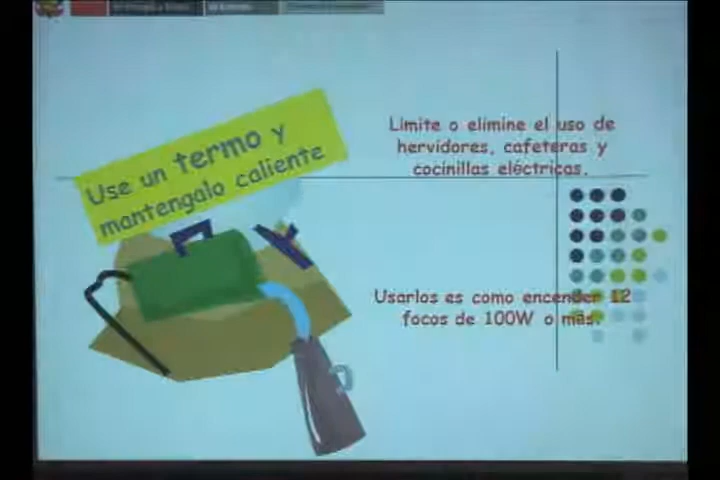 Use un termo y
mantengalo caliente
Limite o elimine el uso de
hervidores, cafeteras y
cocinillas eléctricas.
Usarlos es como encender 12
focos de 100W o más.